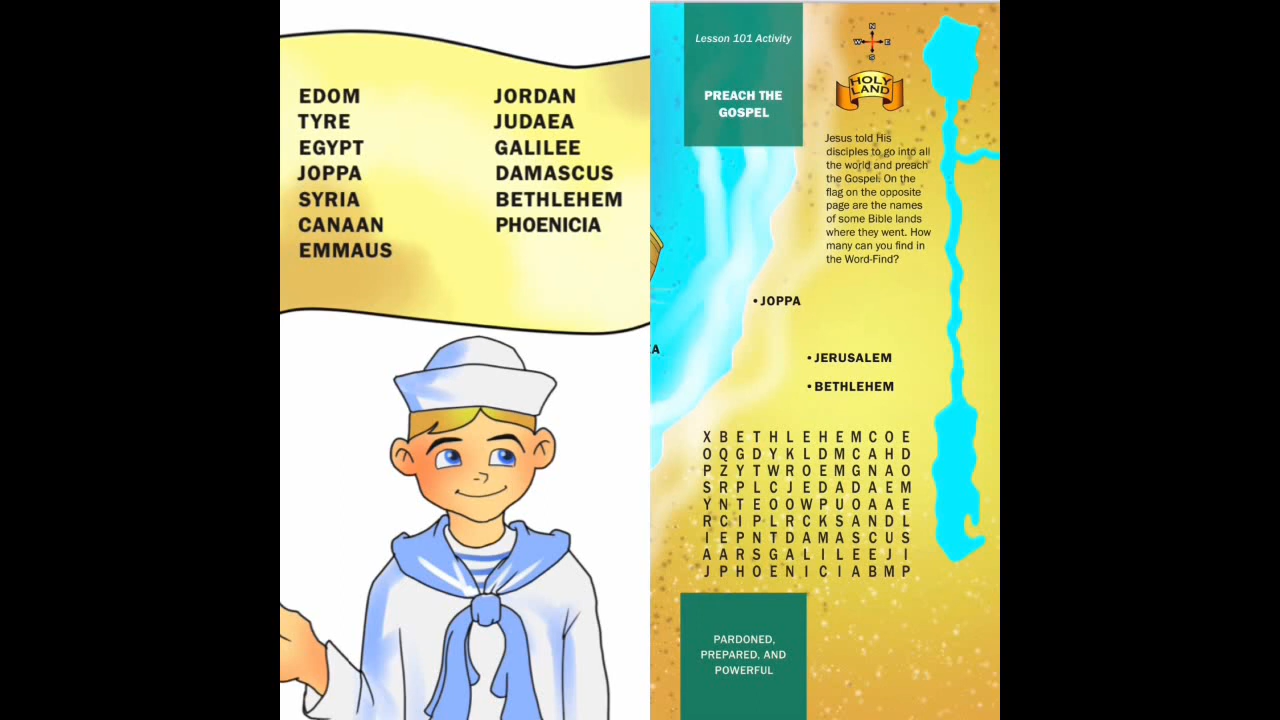 EDOM
TYRE
EGYPT
JOPPA
SYRIA
CANAAN
EMMAUS
JORDAN
JUDAEA
GALILEE
DAMASCUS
BETHLEHEM
PHOENICIA
Lesson 101 Activity
PREACH THE
GOSPEL
N
W E
S
HOLY
LAND
Jesus told His
disciples to go into all
the world and preach
the Gospel. On the
flag on the opposite
page are the names
of some Bible lands
where they went. How
many can you find in
the Word-Find?
• JOPPA
• JERUSALEM
• BETHLEHEM
X B E T H L E H E M C O E
O Q G D Y K L D M C A H D
P Z Y T W R O E M G N A O
S R P L C J E D A D A E M
Y N T E O O W P U O A A E
R C I P L R C K S A N D L
I E P N T D A M A S C U S
A A R S G A L I L E E J I
J P H O E N I C I A B M P
PARDONED,
PREPARED, AND
POWERFUL